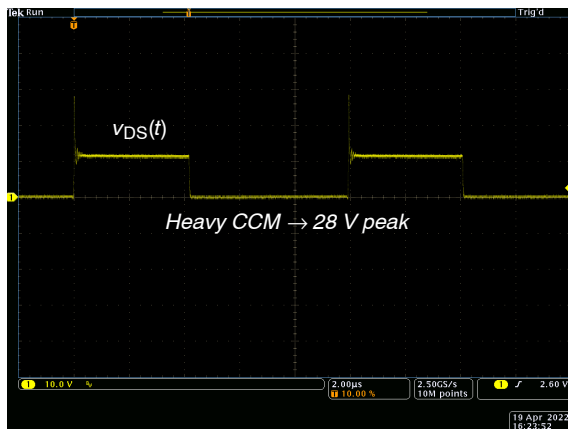 Tek Run Trig'd
T T
vDS(t)
1
Heavy CCM → 28 V peak
1 10.0 V 2.00µs 2.50GS/s 1 2.60 V
T 10.00 % 10M points
19 Apr 2022
16:23:52